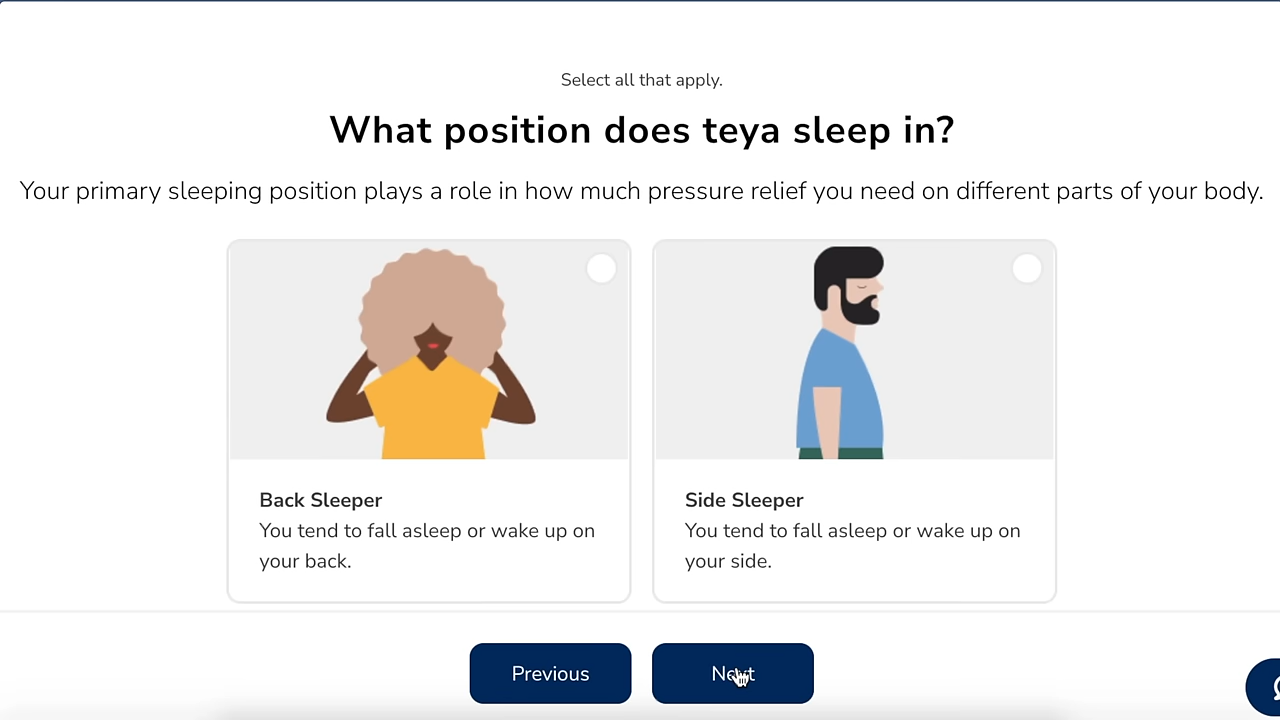 Select all that apply.
What position does teya sleep in?
Your primary sleeping position plays a role in how much pressure relief you need on different parts of your body.
Back Sleeper
You tend to fall asleep or wake up on
your back.
Side Sleeper
You tend to fall asleep or wake up on
your side.
Previous
Next